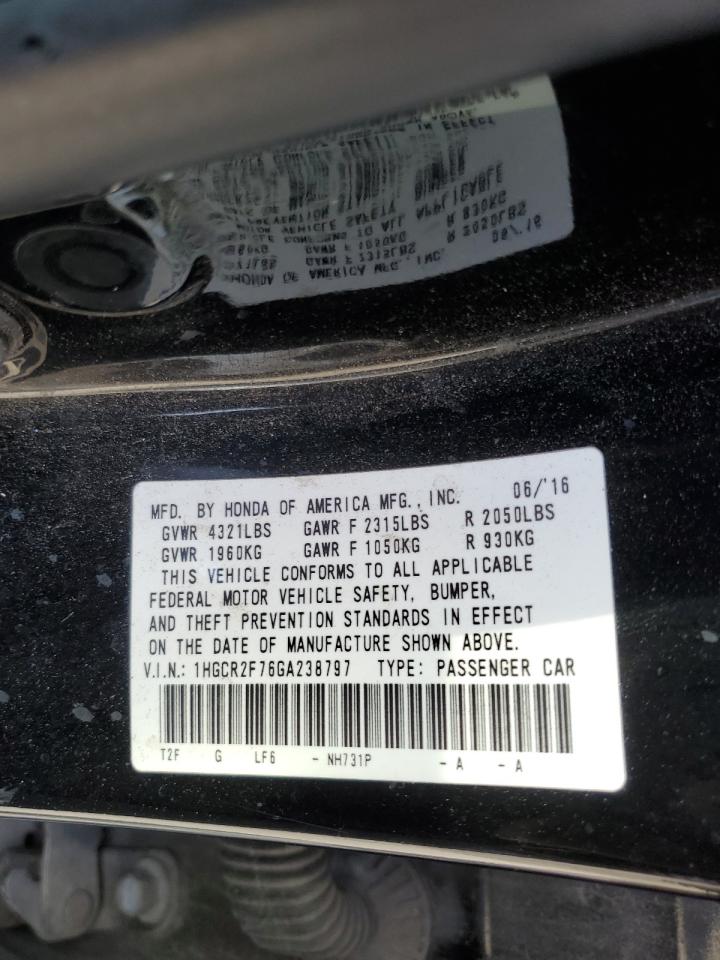 MFD. BY HONDA OF AMERICA MFG., INC. 06/'16
GVWR 4321LBS GAWR F 2315LBS R 2050LBS
GVWR 1960KG GAWR F 1050KG R 930KG
THIS VEHICLE CONFORMS TO ALL APPLICABLE
FEDERAL MOTOR VEHICLE SAFETY, BUMPER,
AND THEFT PREVENTION STANDARDS IN EFFECT
ON THE DATE OF MANUFACTURE SHOWN ABOVE.
V.I.N.: 1HGCR2F76GA238797 TYPE: PASSENGER CAR
T2F G LF6 - NH731P - A - A